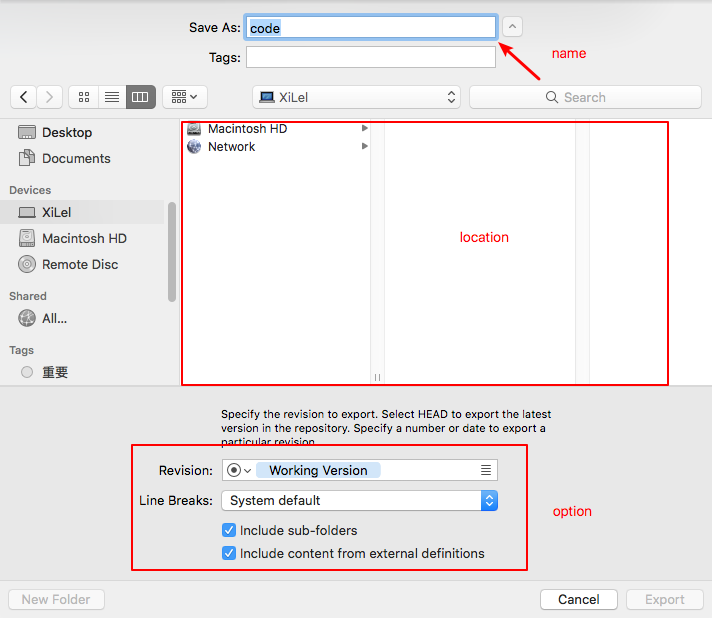 Save As: code
name
Tags:
XiLeI
Search
Desktop
Documents
Devices
XiLeI
Macintosh HD
Remote Disc
Shared
All...
Tags
重要
Macintosh HD
Network
location
Specify the revision to export. Select HEAD to export the latest
version in the repository. Specify a number or date to export a
particular revision.
Revision: Working Version
Line Breaks: System default
option
Include sub-folders
Include content from external definitions
New Folder
Cancel
Export